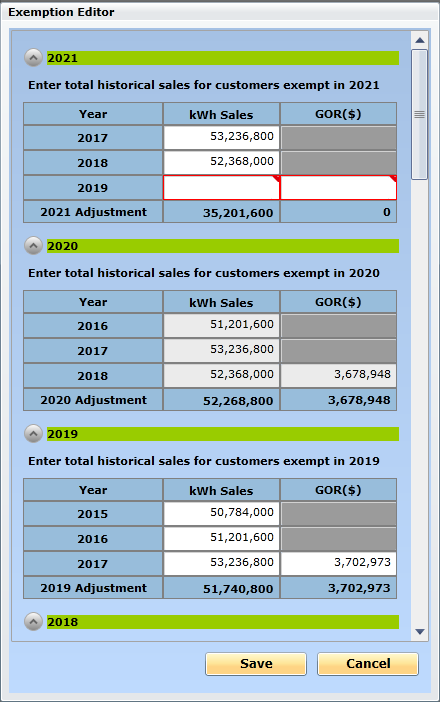 Exemption Editor
2021
Enter total historical sales for customers exempt in 2021
Year kWh Sales GOR($)
2017 53,236,800
2018 52,368,000
2019
2021 Adjustment 35,201,600 0
2020
Enter total historical sales for customers exempt in 2020
Year kWh Sales GOR($)
2016 51,201,600
2017 53,236,800
2018 52,368,000 3,678,948
2020 Adjustment 52,268,800 3,678,948
2019
Enter total historical sales for customers exempt in 2019
Year kWh Sales GOR($)
2015 50,784,000
2016 51,201,600
2017 53,236,800 3,702,973
2019 Adjustment 51,740,800 3,702,973
2018
Save Cancel